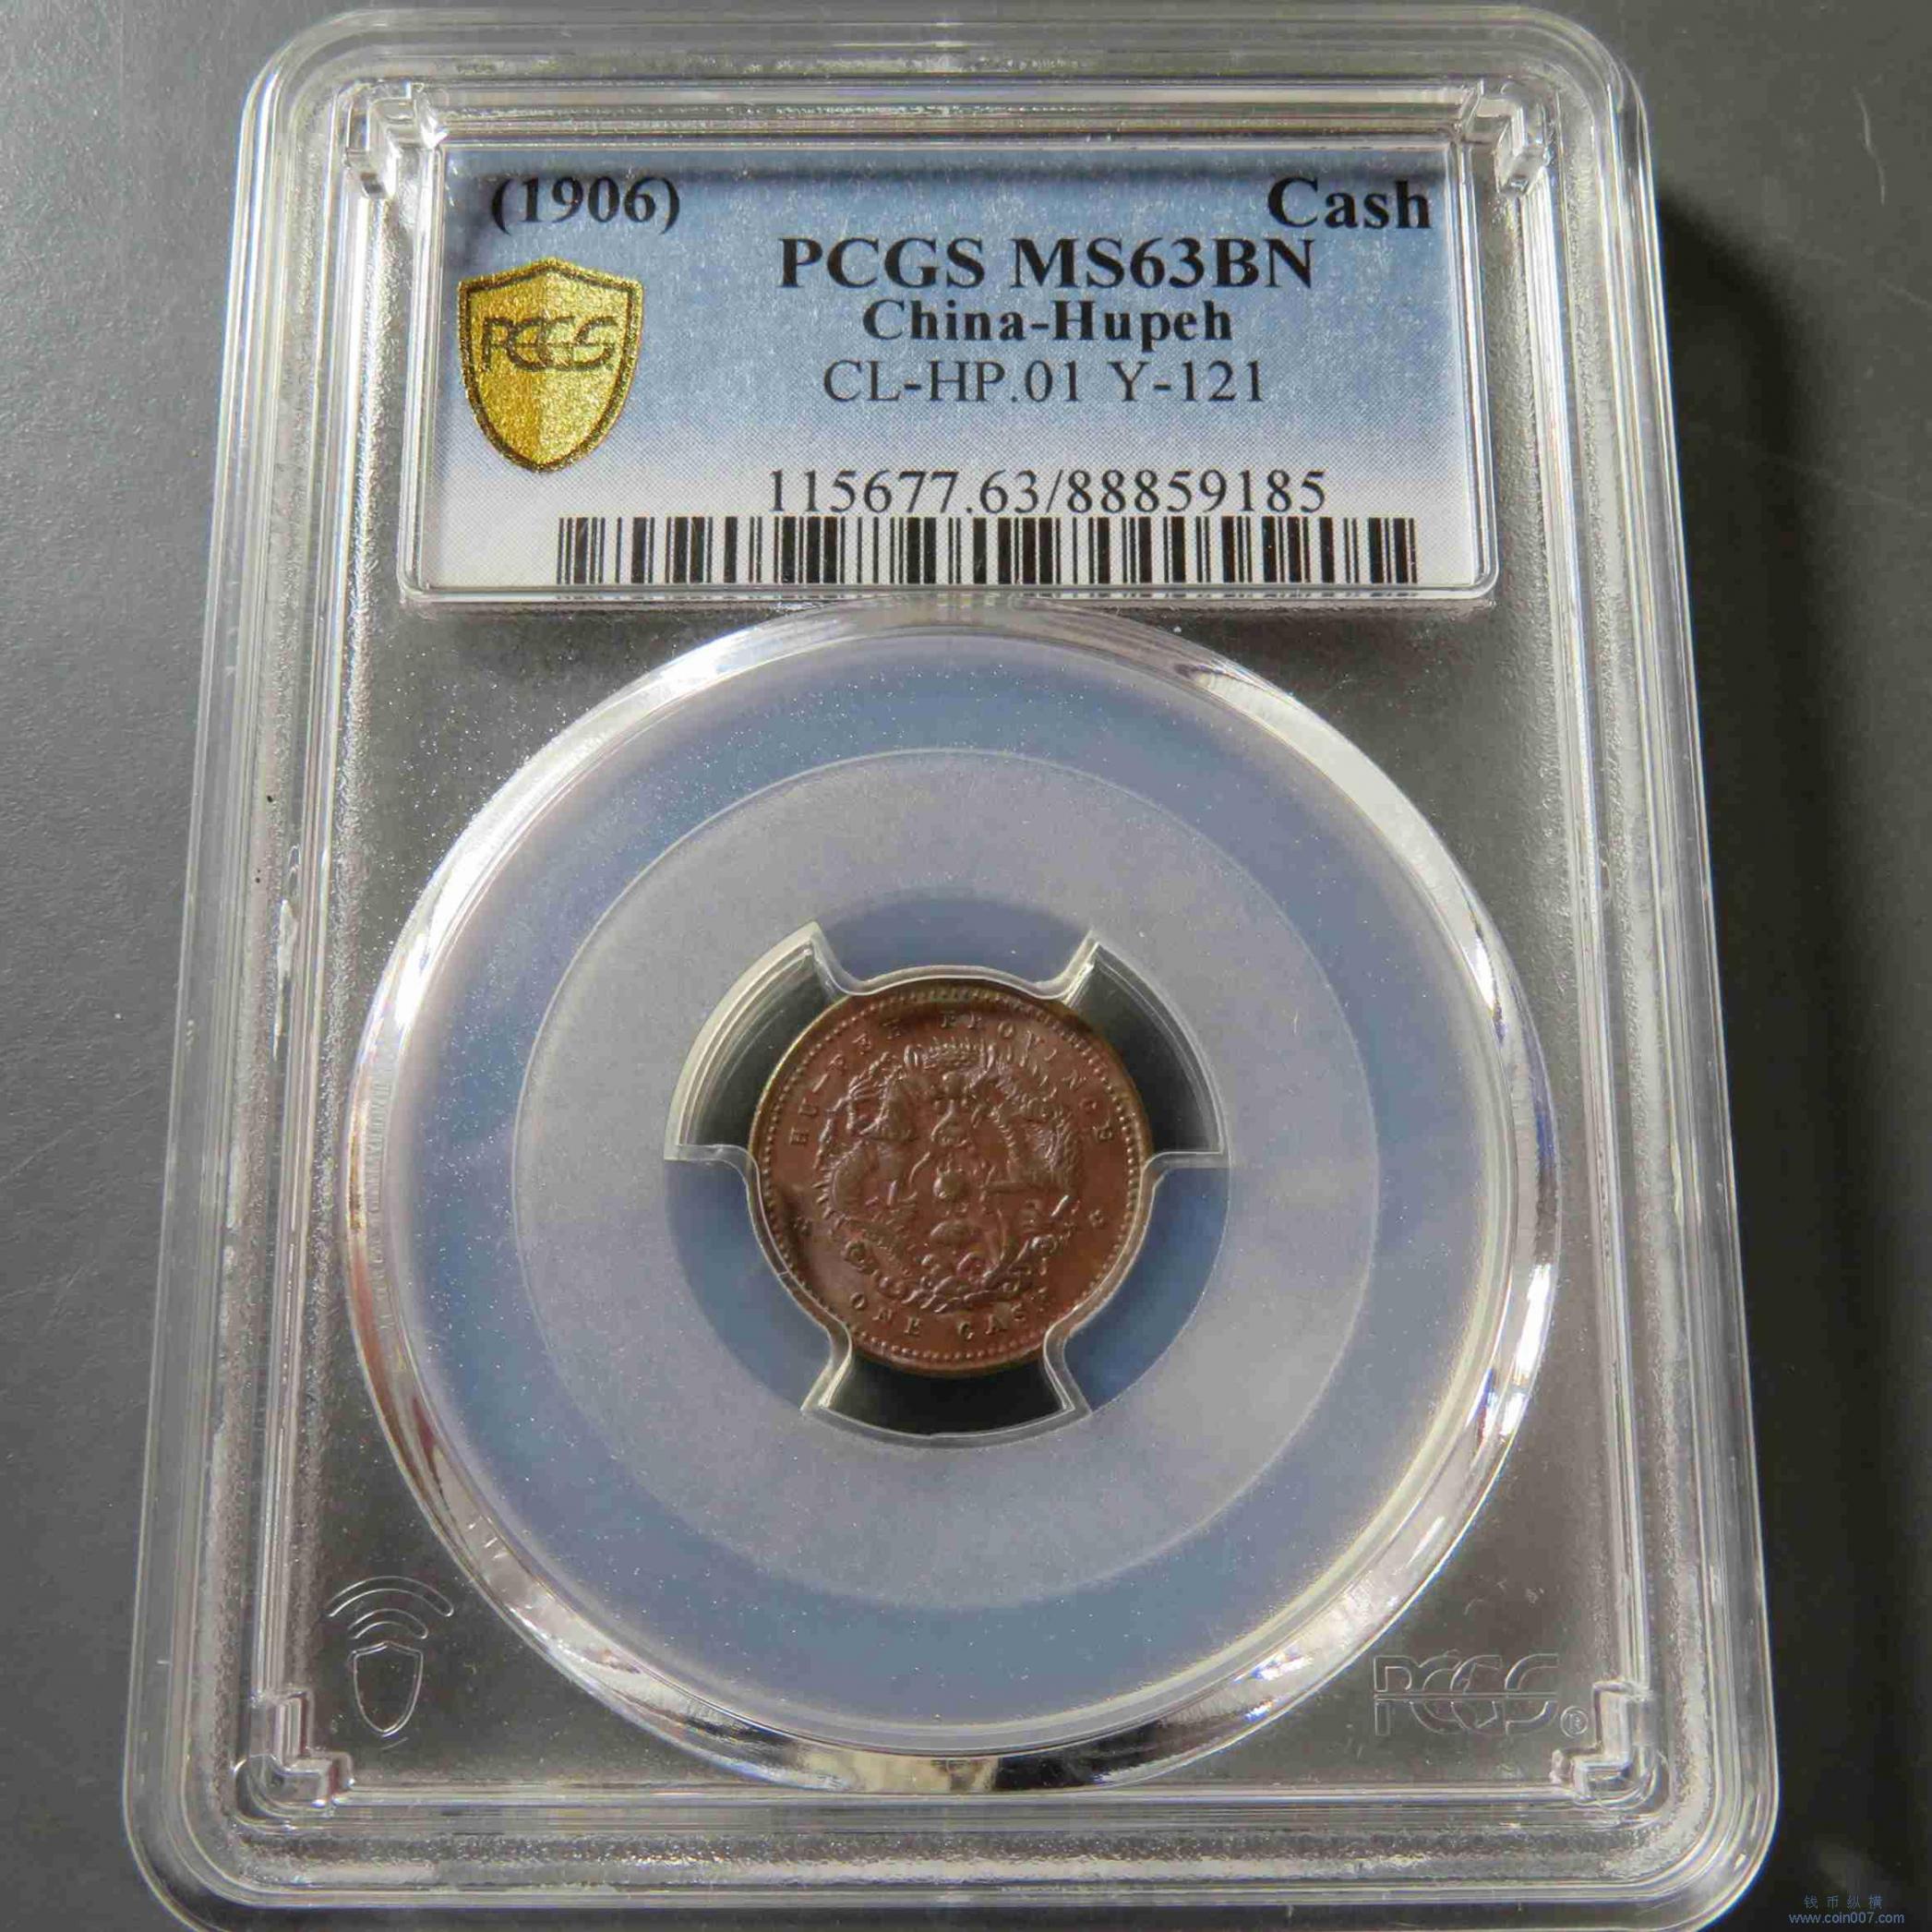 (1906) Cash
PCGS MS63BN
China-Hupeh
CL-HP.01 Y-121
PCGS
115677.63/88859185
HU-PEH PROVINCE
ONE CASH
PCGS®
钱币纵横
www.coin007.com